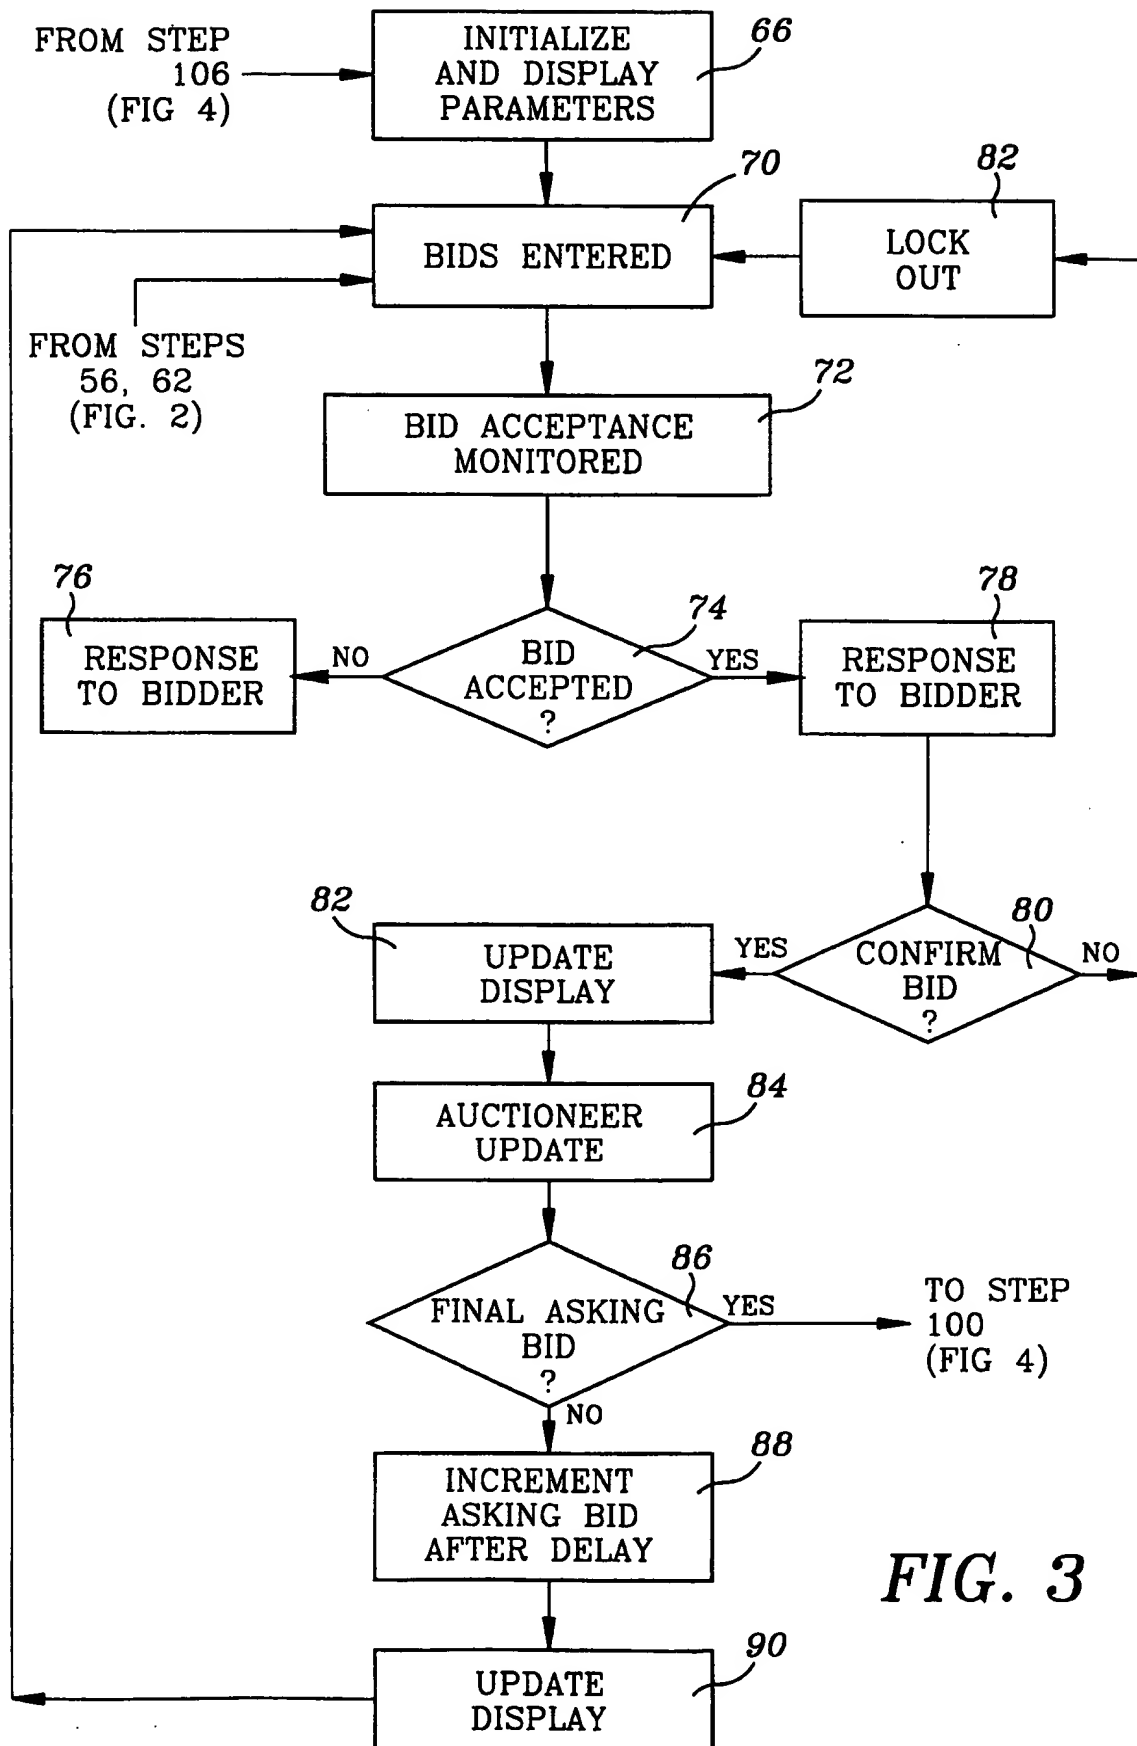 FROM STEP
106
(FIG 4)
INITIALIZE
AND DISPLAY
PARAMETERS
66
70
BIDS ENTERED
82
LOCK
OUT
FROM STEPS
56, 62
(FIG. 2)
72
BID ACCEPTANCE
MONITORED
76
RESPONSE
TO BIDDER
NO
74
BID
ACCEPTED
?
YES
78
RESPONSE
TO BIDDER
82
UPDATE
DISPLAY
YES
80
CONFIRM
BID
?
NO
84
AUCTIONEER
UPDATE
86
FINAL ASKING
BID
?
YES
TO STEP
100
(FIG 4)
NO
88
INCREMENT
ASKING BID
AFTER DELAY
FIG. 3
90
UPDATE
DISPLAY